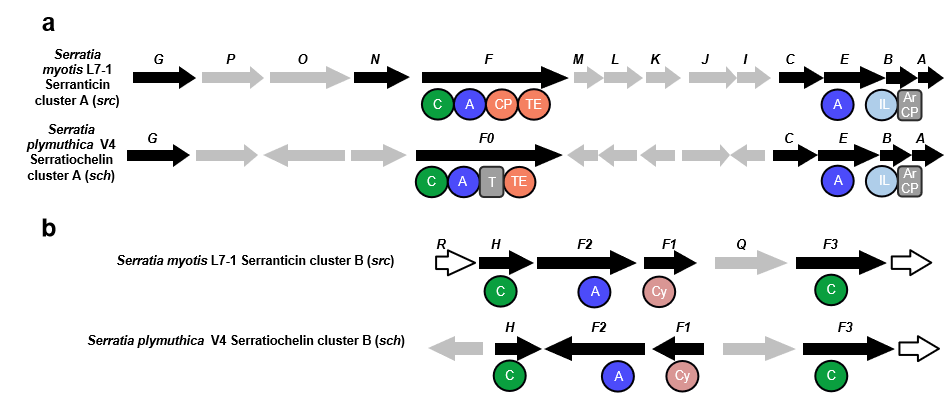 a
G P O N F M L K J I C E B A
Serratia
myotis L7-1
Serranticin
cluster A (src)
C A CP TE A IL Ar
CP
Serratia
plymuthica V4
Serratiochelin
cluster A (sch)
G F0 C E B A
C A T TE A IL Ar
CP
b
R H F2 F1 Q F3
Serratia myotis L7-1 Serranticin cluster B (src)
C A Cy C
H F2 F1 F3
Serratia plymuthica V4 Serratiochelin cluster B (sch)
C A Cy C